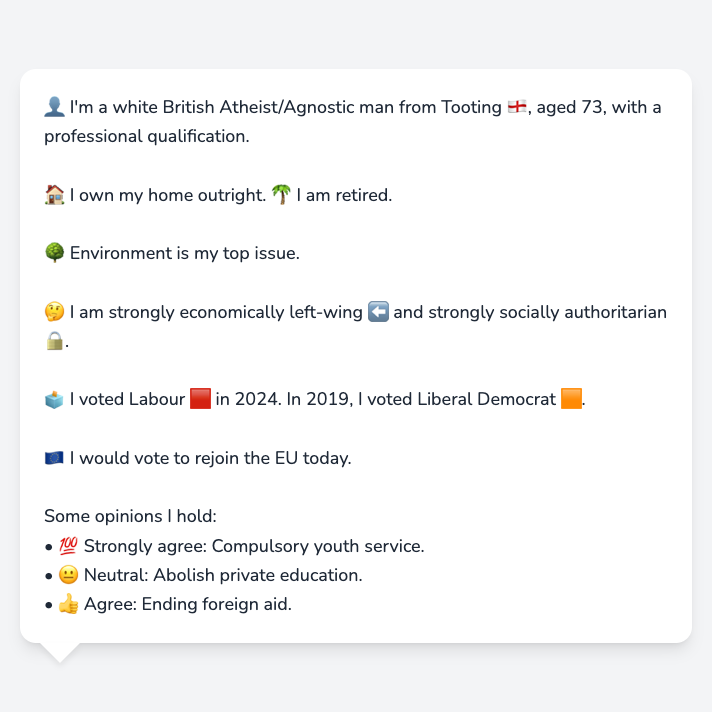 👤 I'm a white British Atheist/Agnostic man from Tooting 🏴󠁧󠁢󠁥󠁮󠁧󠁿, aged 73, with a
professional qualification.
🏠 I own my home outright. 🌴 I am retired.
🌳 Environment is my top issue.
🤔 I am strongly economically left-wing ⬅️ and strongly socially authoritarian
🔒.
🗳️ I voted Labour 🟥 in 2024. In 2019, I voted Liberal Democrat 🟧.
🇪🇺 I would vote to rejoin the EU today.
Some opinions I hold:
• 💯 Strongly agree: Compulsory youth service.
• 😐 Neutral: Abolish private education.
• 👍 Agree: Ending foreign aid.